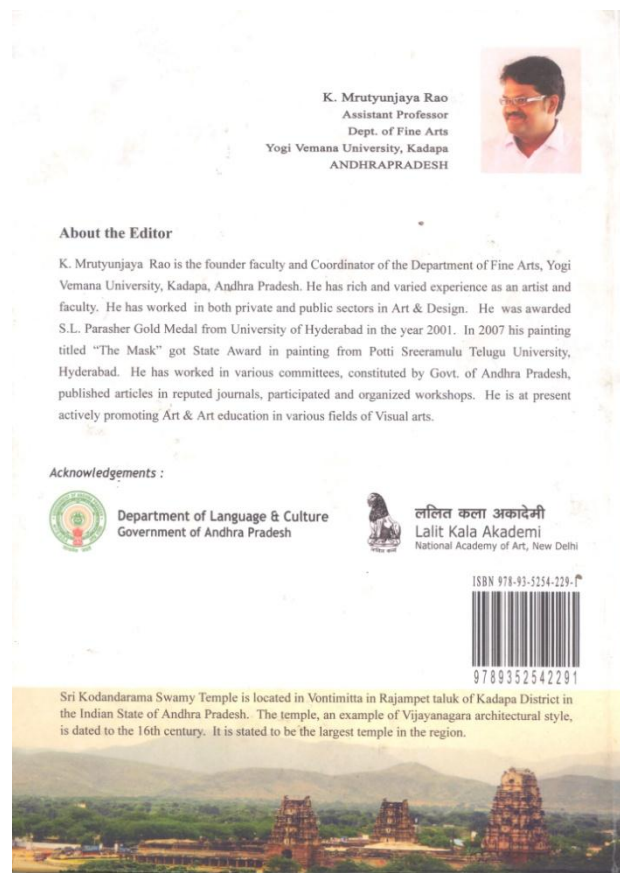 K. Mrutyunjaya Rao
Assistant Professor
Dept. of Fine Arts
Yogi Vemana University, Kadapa
ANDHRAPRADESH
About the Editor
K. Mrutyunjaya Rao is the founder faculty and Coordinator of the Department of Fine Arts, Yogi
Vemana University, Kadapa, Andhra Pradesh. He has rich and varied experience as an artist and
faculty. He has worked in both private and public sectors in Art & Design. He was awarded
S.L. Parasher Gold Medal from University of Hyderabad in the year 2001. In 2007 his painting
titled “The Mask” got State Award in painting from Potti Sreeramulu Telugu University,
Hyderabad. He has worked in various committees, constituted by Govt. of Andhra Pradesh,
published articles in reputed journals, participated and organized workshops. He is at present
actively promoting Art & Art education in various fields of Visual arts.
Acknowledgements :
Department of Language & Culture
Government of Andhra Pradesh
ललित कला अकादेमी
Lalit Kala Akademi
National Academy of Art, New Delhi
ISBN 978-93-5254-229-1
9789352542291
Sri Kodandarama Swamy Temple is located in Vontimitta in Rajampet taluk of Kadapa District in
the Indian State of Andhra Pradesh. The temple, an example of Vijayanagara architectural style,
is dated to the 16th century. It is stated to be the largest temple in the region.